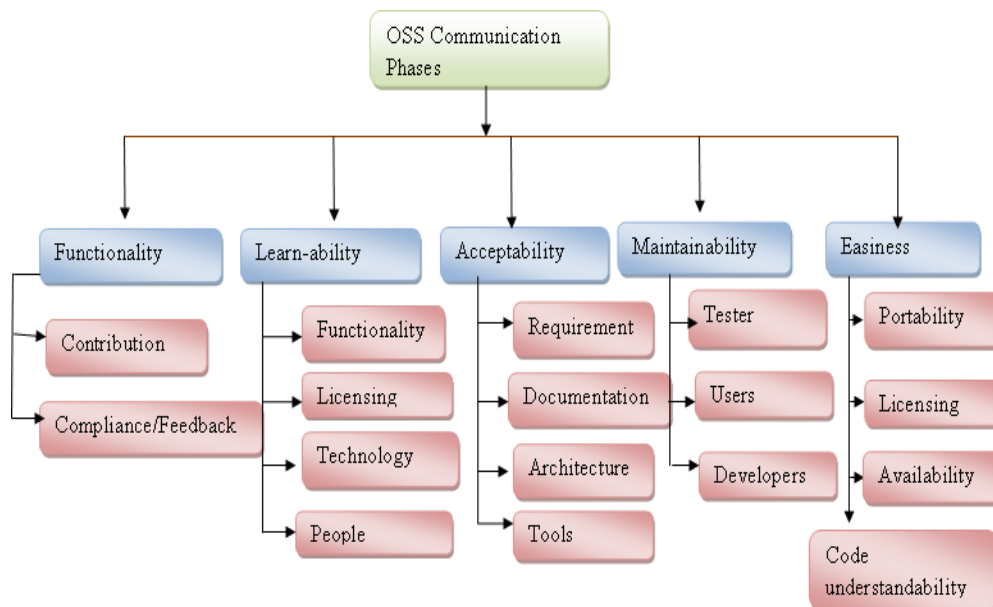 OSS Communication
Phases
Functionality
Learn-ability
Acceptability
Maintainability
Easiness
Contribution
Compliance/Feedback
Functionality
Licensing
Technology
People
Requirement
Documentation
Architecture
Tools
Tester
Users
Developers
Portability
Licensing
Availability
Code
understandability